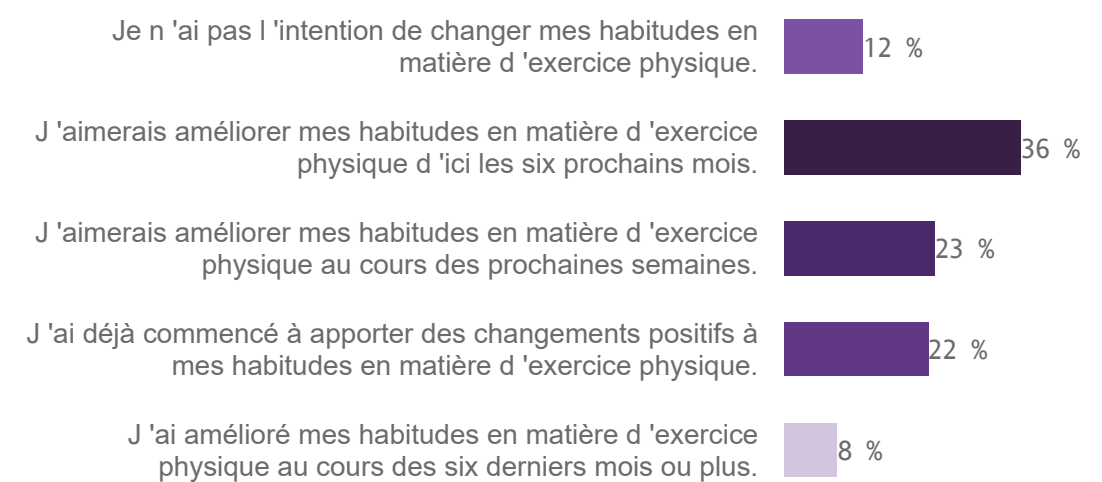 Je n 'ai pas l 'intention de changer mes habitudes en
matière d 'exercice physique.
12 %
J 'aimerais améliorer mes habitudes en matière d 'exercice
physique d 'ici les six prochains mois.
36 %
J 'aimerais améliorer mes habitudes en matière d 'exercice
physique au cours des prochaines semaines.
23 %
J 'ai déjà commencé à apporter des changements positifs à
mes habitudes en matière d 'exercice physique.
22 %
J 'ai amélioré mes habitudes en matière d 'exercice
physique au cours des six derniers mois ou plus.
8 %